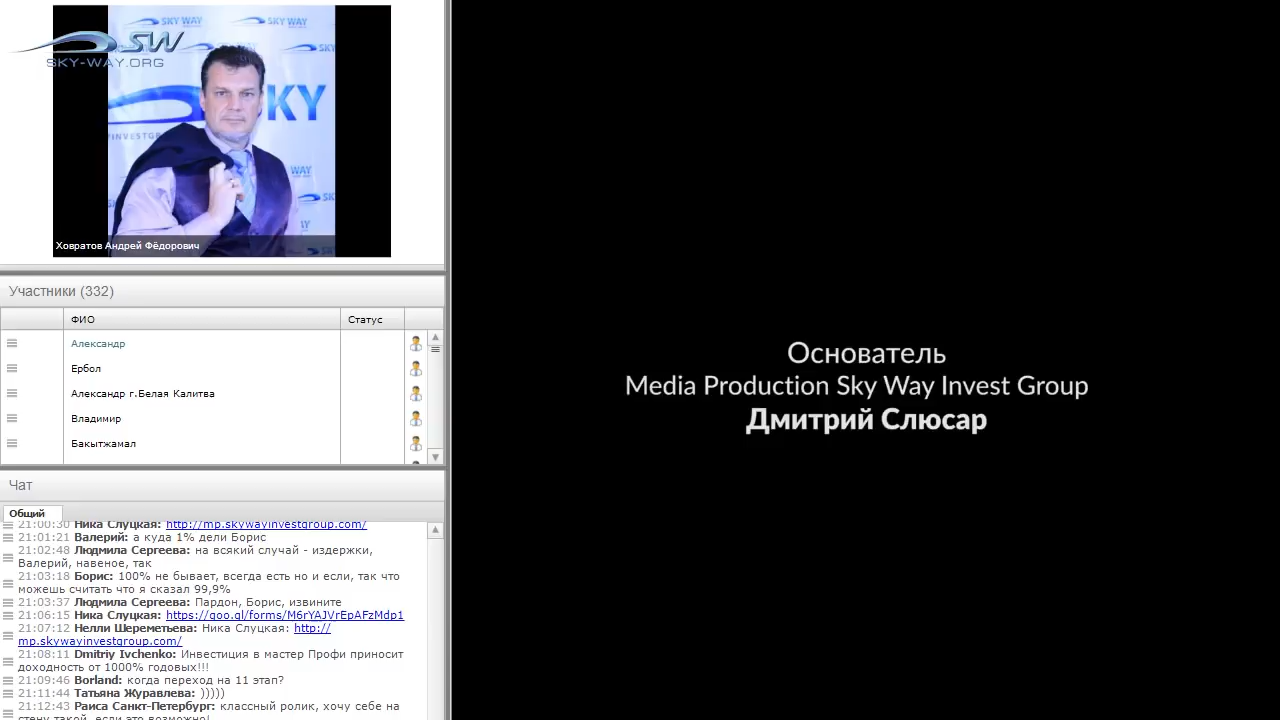 SW
SKY-WAY.ORG
SKY WAY
SKY WAY
SKY
Ховратов Андрей Фёдорович
Участники (332)
ФИО Статус
Александр
Ербол
Александр г.Белая Калитва
Владимир
Бакытжамал
Чат
Общий
21:00:30 Ника Слуцкая: http://mp.skywayinvestgroup.com/
21:01:21 Валерий: а куда 1% дели Борис
21:02:48 Людмила Сергеева: на всякий случай - издержки,
Валерий, навеное, так
21:03:18 Борис: 100% не бывает, всегда есть но и если, так что
можешь считать что я сказал 99,9%
21:03:37 Людмила Сергеева: Пардон, Борис, извините
21:06:15 Ника Слуцкая: https://goo.gl/forms/M6rYAJVrEpAFzMdp1
21:07:12 Нелли Шереметьева: Ника Слуцкая: http://
mp.skywayinvestgroup.com/
21:08:11 Dmitriy Ivchenko: Инвестиция в мастер Профи приносит
доходность от 1000% годовых!!!
21:09:46 Borland: когда переход на 11 этап?
21:11:44 Татьяна Журавлева: )))))
21:12:43 Раиса Санкт-Петербург: классный ролик, хочу себе на
стену такой, если это возможно!
Основатель
Media Production Sky Way Invest Group
Дмитрий Слюсар